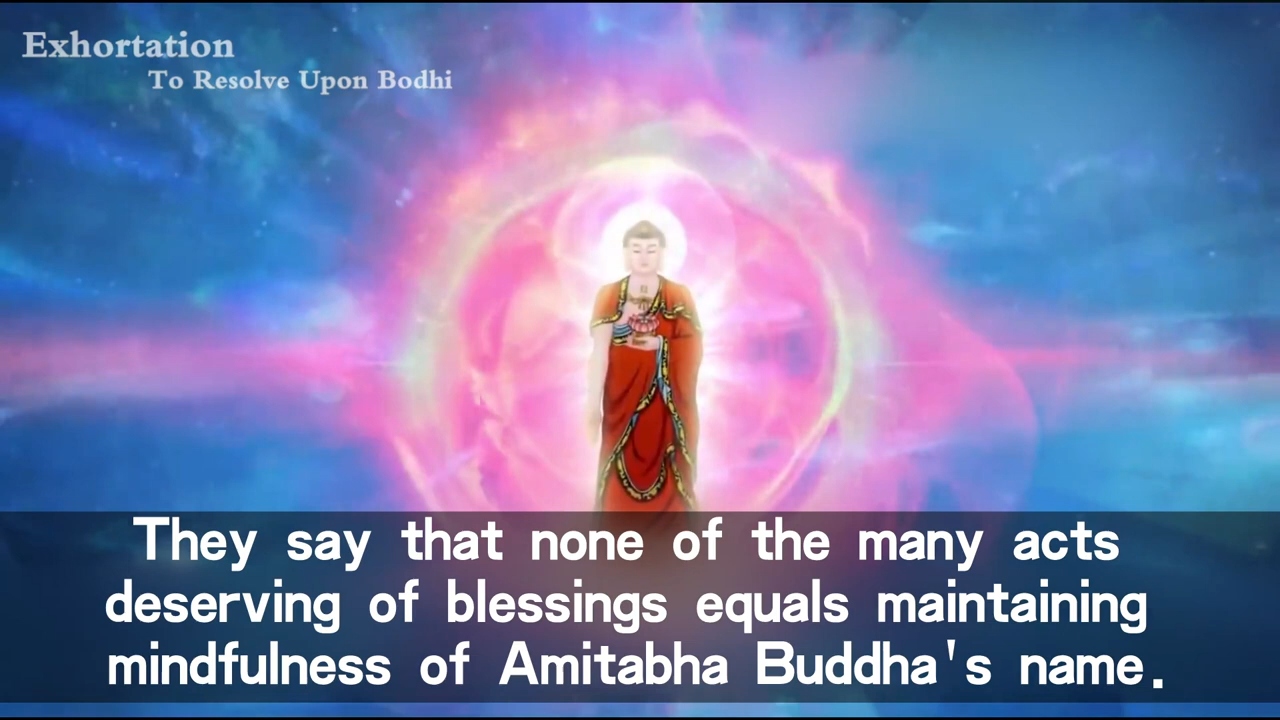 Exhortation
To Resolve Upon Bodhi
They say that none of the many acts
deserving of blessings equals maintaining
mindfulness of Amitabha Buddha's name.